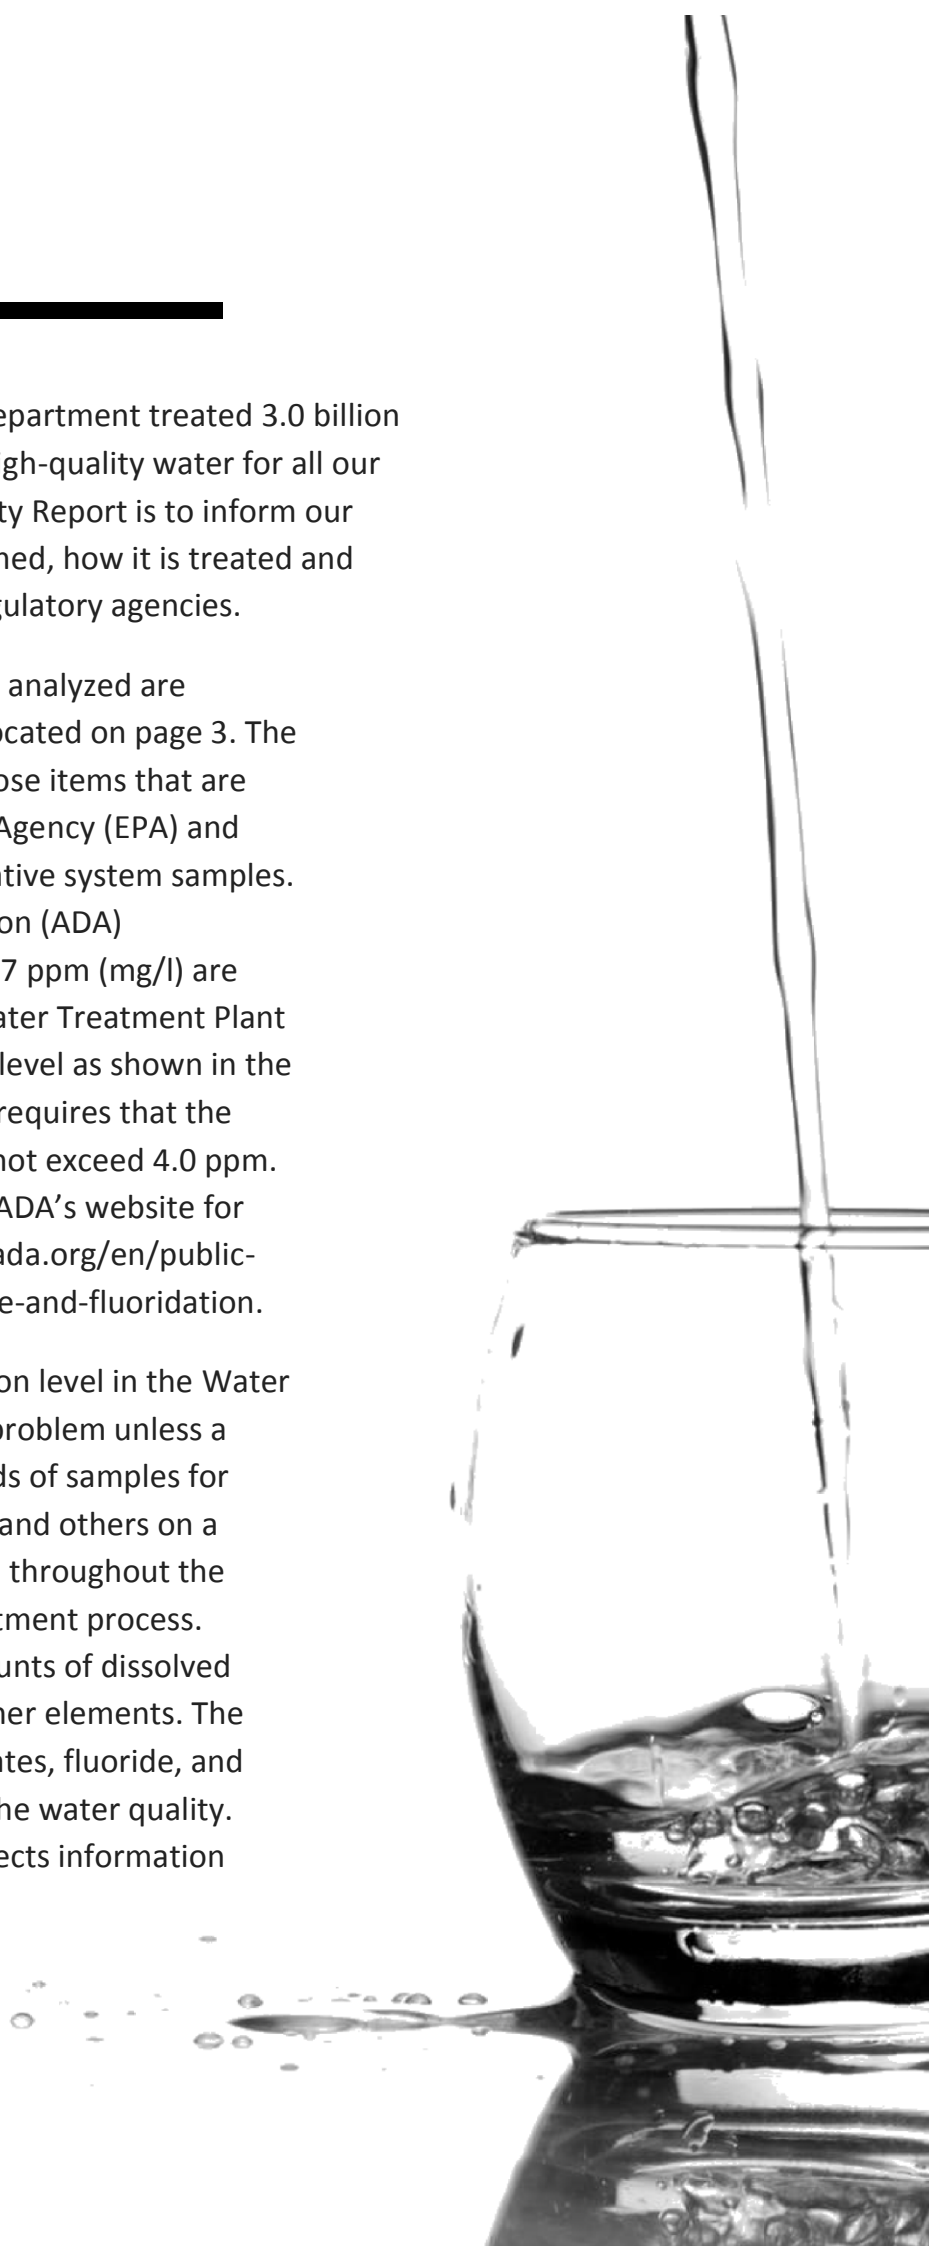 epartment treated 3.0 billion
igh-quality water for all our
ty Report is to inform our
ned, how it is treated and
gulatory agencies.
analyzed are
ocated on page 3. The
ose items that are
Agency (EPA) and
ative system samples.
on (ADA)
7 ppm (mg/l) are
ater Treatment Plant
level as shown in the
requires that the
not exceed 4.0 ppm.
ADA’s website for
ada.org/en/public-
e-and-fluoridation.
on level in the Water
problem unless a
ds of samples for
and others on a
throughout the
tment process.
unts of dissolved
her elements. The
ates, fluoride, and
he water quality.
ects information